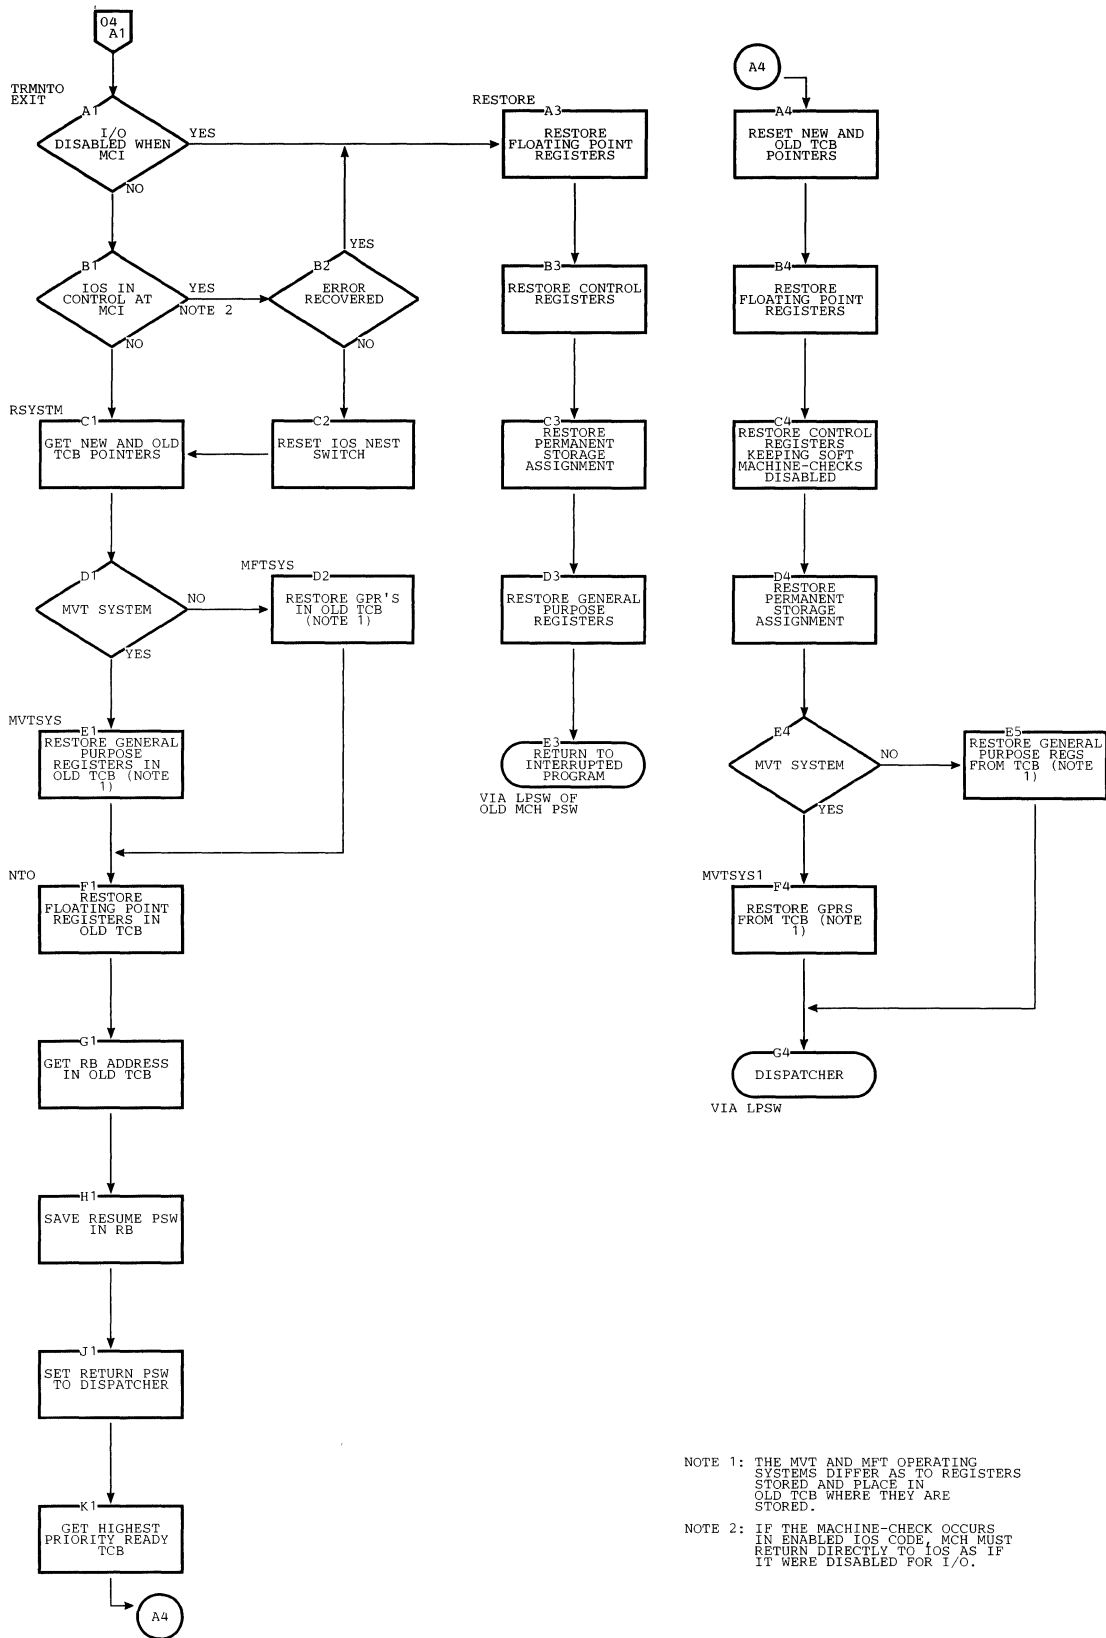 04
A1
TRMNTO
EXIT
A1
I/O
DISABLED WHEN
MCI
YES
NO
B1
IOS IN
CONTROL AT
MCI
YES
NOTE 2
NO
B2
ERROR
RECOVERED
YES
NO
RSYSTM
C1
GET NEW AND OLD
TCB POINTERS
C2
RESET IOS NEST
SWITCH
D1
MVT SYSTEM
NO
YES
MFTSYS
D2
RESTORE GPR'S
IN OLD TCB
(NOTE 1)
MVTSYS
E1
RESTORE GENERAL
PURPOSE
REGISTERS IN
OLD TCB (NOTE
1)
NTO
F1
RESTORE
FLOATING POINT
REGISTERS IN
OLD TCB
G1
GET RB ADDRESS
IN OLD TCB
H1
SAVE RESUME PSW
IN RB
J1
SET RETURN PSW
TO DISPATCHER
K1
GET HIGHEST
PRIORITY READY
TCB
A4
RESTORE
A3
RESTORE
FLOATING POINT
REGISTERS
B3
RESTORE CONTROL
REGISTERS
C3
RESTORE
PERMANENT
STORAGE
ASSIGNMENT
D3
RESTORE GENERAL
PURPOSE
REGISTERS
E3
RETURN TO
INTERRUPTED
PROGRAM
VIA LPSW OF
OLD MCH PSW
A4
A4
RESET NEW AND
OLD TCB
POINTERS
B4
RESTORE
FLOATING POINT
REGISTERS
C4
RESTORE CONTROL
REGISTERS
KEEPING SOFT
MACHINE-CHECKS
DISABLED
D4
RESTORE
PERMANENT
STORAGE
ASSIGNMENT
E4
MVT SYSTEM
NO
YES
E5
RESTORE GENERAL
PURPOSE REGS
FROM TCB (NOTE
1)
MVTSYS1
F4
RESTORE GPRS
FROM TCB (NOTE
1)
G4
DISPATCHER
VIA LPSW
NOTE 1: THE MVT AND MFT OPERATING
SYSTEMS DIFFER AS TO REGISTERS
STORED AND PLACE IN
OLD TCB WHERE THEY ARE
STORED.
NOTE 2: IF THE MACHINE-CHECK OCCURS
IN ENABLED IOS CODE, MCH MUST
RETURN DIRECTLY TO IOS AS IF
IT WERE DISABLED FOR I/O.